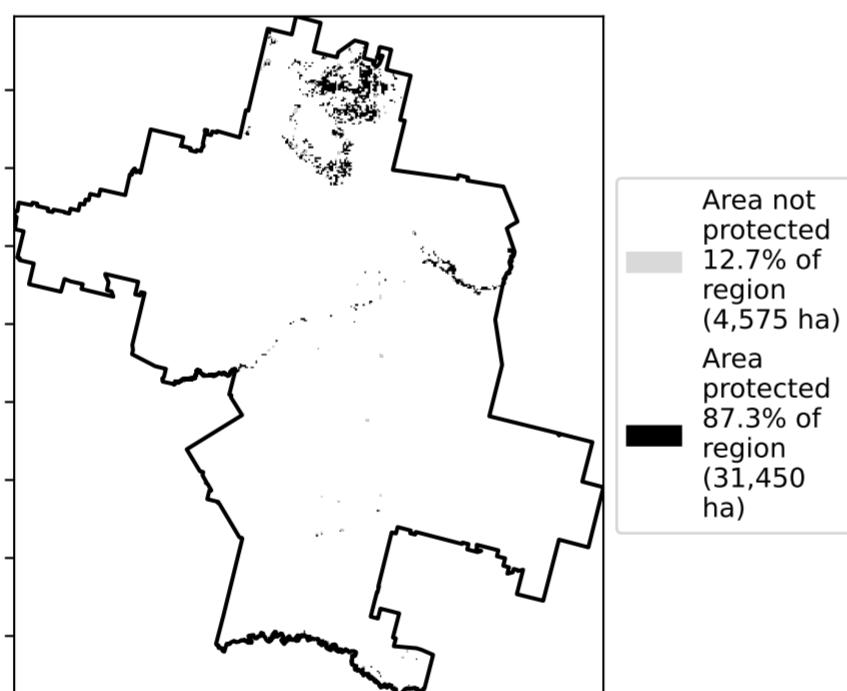 Area not
protected
12.7% of
region
(4,575 ha)
Area
protected
87.3% of
region
(31,450
ha)